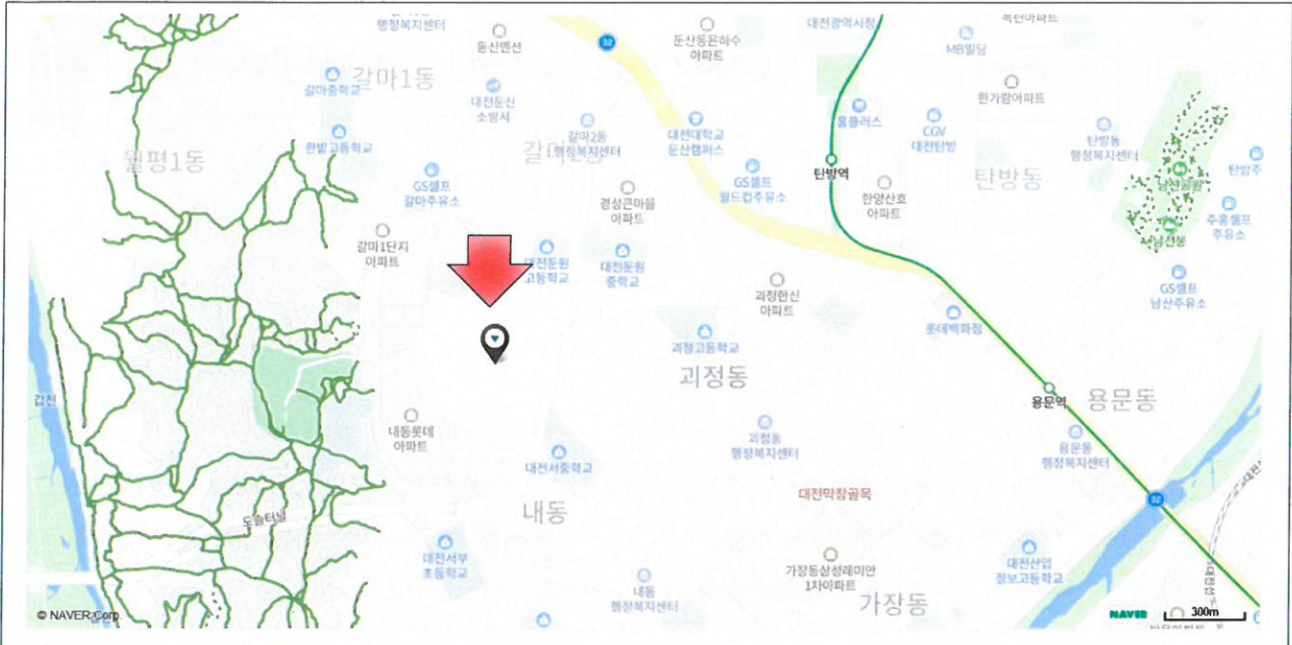 행정복지센터
동산맨션
32
둔산동은하수
아파트
대전광역시청
MB빌딩
갈마중학교
갈마1동
대전둔산
소방서
한가람아파트
한밭고등학교
월평1동
갈마2동
행정복지센터
대전대학교
둔산캠퍼스
홈플러스
CGV
대전탄방
탄방동
행정복지센터
탄방역
탄방동
GS셀프
갈마주유소
경성큰마을
아파트
GS셀프
월드컵주유소
한양산호
아파트
남선공원
탄방주
주홍셀프
주유소
남선봉
갈마1단지
아파트
대전둔원
고등학교
대전둔원
중학교
괴정한신
아파트
GS셀프
남산주유소
롯데백화점
괴정고등학교
괴정동
갑천
내동롯데
아파트
용문역
용문동
괴정동
행정복지센터
용문동
행정복지센터
대전서중학교
대전막창골목
32
내동
도솔터널
대전서부
초등학교
가장동삼성래미안
1차아파트
대전산업
정보고등학교
내동
행정복지센터
가장동
대전선
© NAVER Corp.
NAVER
300m